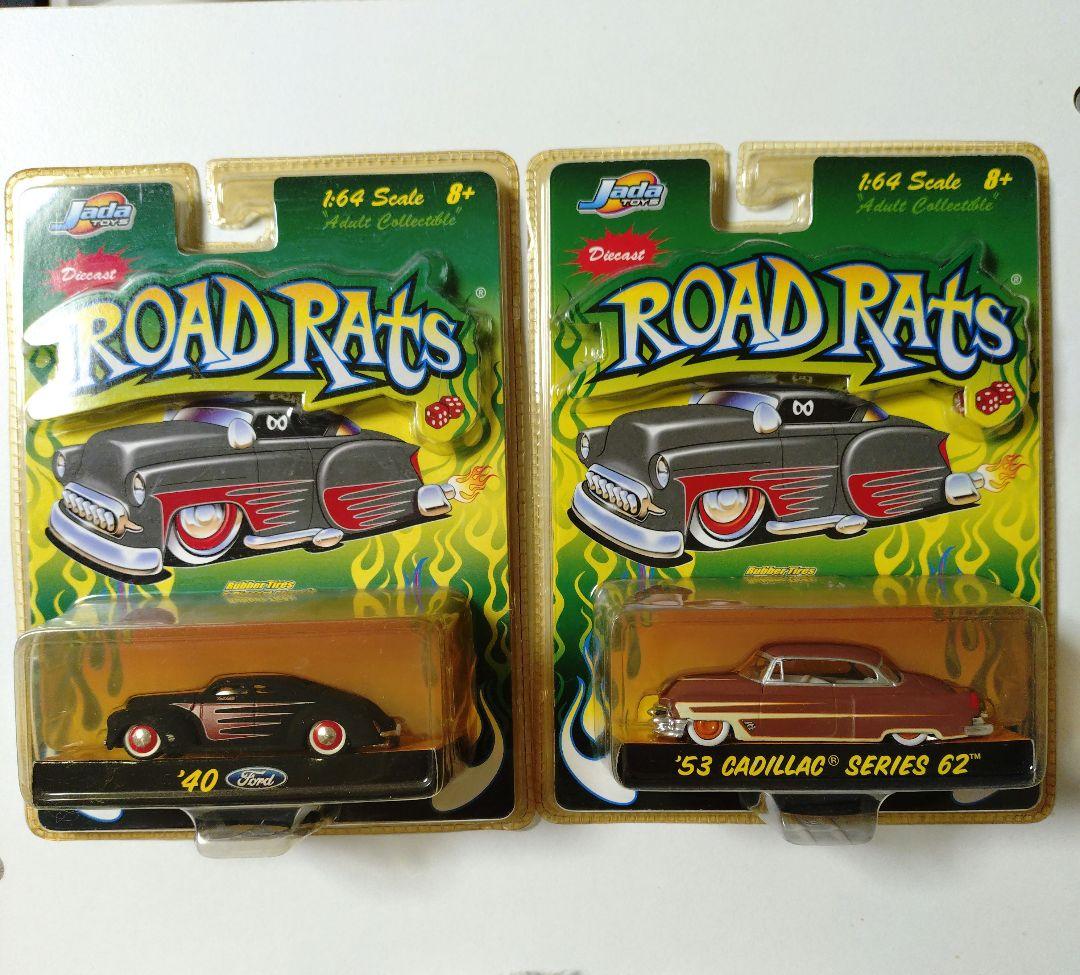 Jada
TOYS
1:64 Scale 8+
"Adult Collectible"
Diecast
ROAD RATS®
Rubber Tires
'40 Ford
Jada
TOYS
1:64 Scale 8+
"Adult Collectible"
Diecast
ROAD RATS®
Rubber Tires
'53 CADILLAC® SERIES 62™